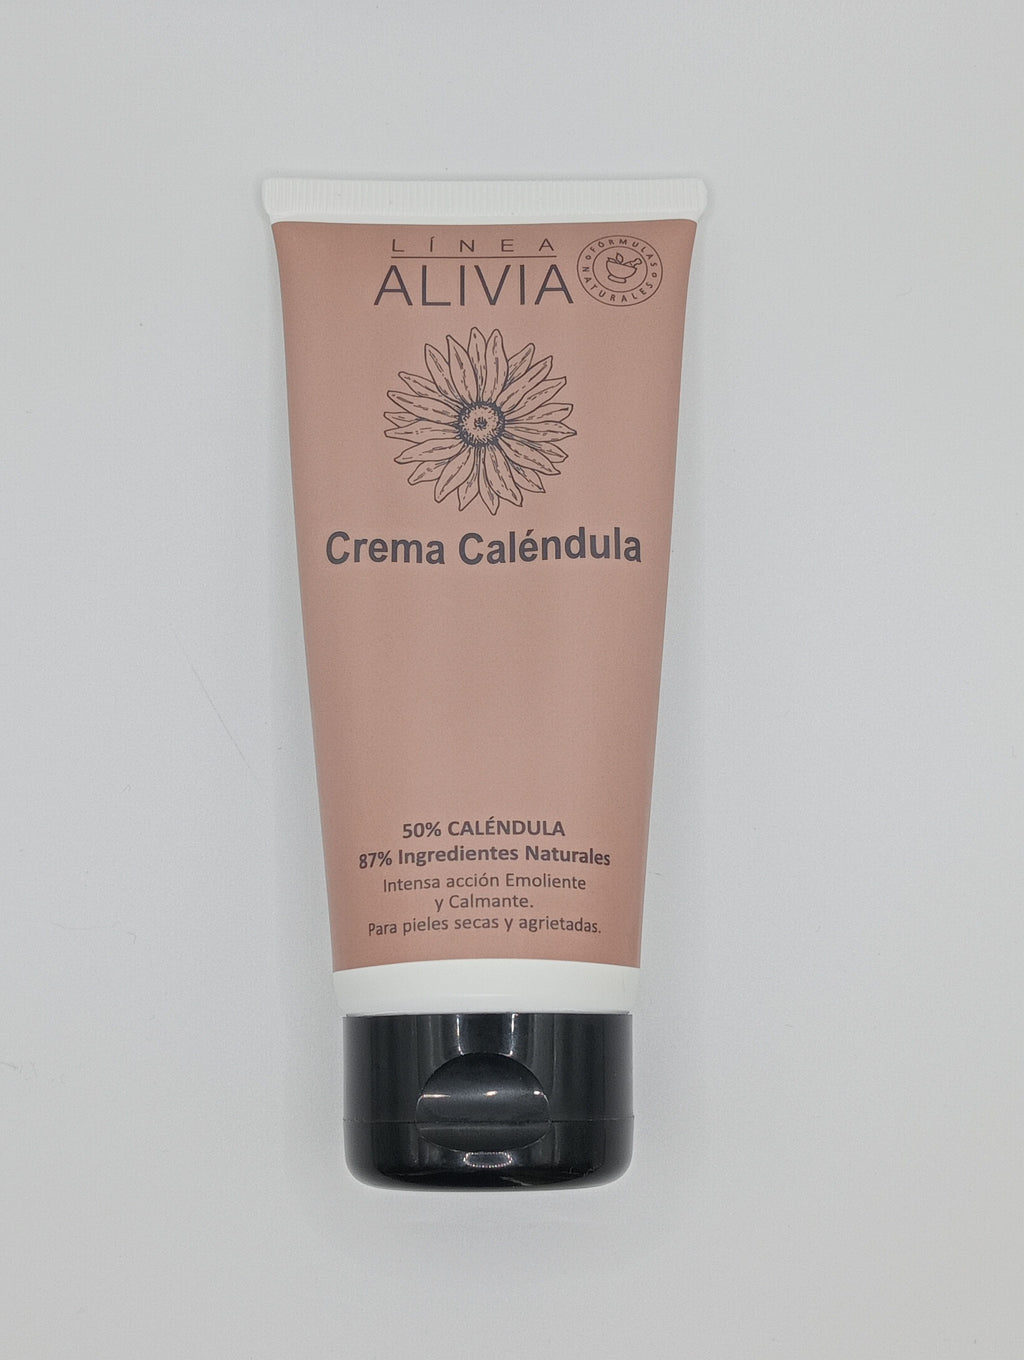 LÍNEA
ALIVIA
FÓRMULAS
NATURALES
Crema Caléndula
50% CALÉNDULA
87% Ingredientes Naturales
Intensa acción Emoliente
y Calmante.
Para pieles secas y agrietadas.